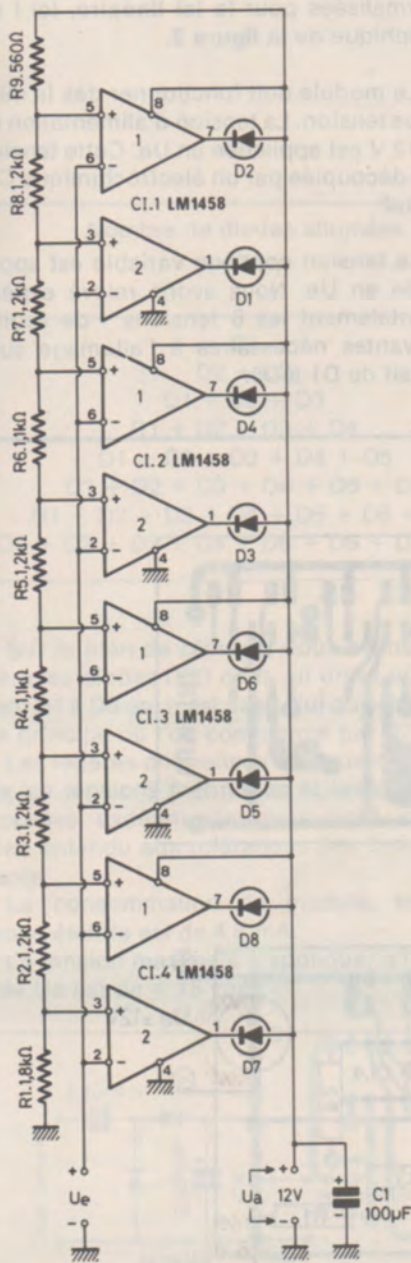 R9.560Ω
R8.1,2kΩ
R7.1,2kΩ
R6.1,1kΩ
R5.1,2kΩ
R4.1,1kΩ
R3.1,2kΩ
R2.1,2kΩ
R1.1,8kΩ
5
+
6
-
8
1
7
D2
CI.1 LM1458
3
+
2
-
2
4
1
D1
5
+
6
-
8
1
7
D4
CI.2 LM1458
3
+
2
-
2
4
1
D3
5
+
6
-
8
1
7
D6
CI.3 LM1458
3
+
2
-
2
4
1
D5
5
+
6
-
8
1
7
D8
CI.4 LM1458
3
+
2
-
2
4
1
D7
+
Ue
-
+
Ua 12V
-
+
-
C1
100µF